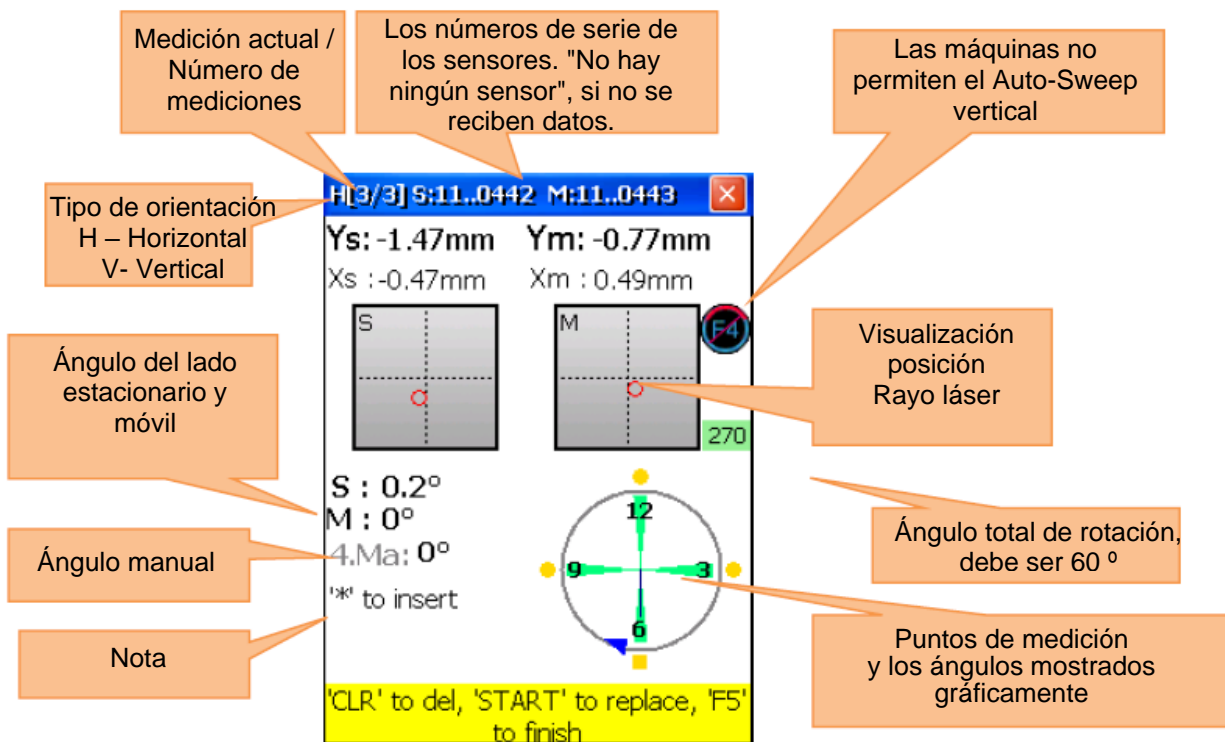 Medición actual /
Número de
mediciones
Los números de serie de
los sensores. "No hay
ningún sensor", si no se
reciben datos.
Las máquinas no
permiten el Auto-Sweep
vertical
Tipo de orientación
H – Horizontal
V- Vertical
H[3/3] S:11..0442 M:11..0443
Ys: -1.47mm Ym: -0.77mm
Xs :-0.47mm Xm : 0.49mm
S
M
F4
Visualización
posición
Rayo láser
Ángulo del lado
estacionario y
móvil
270
S : 0.2°
M : 0°
4.Ma: 0°
'*' to insert
12
9
3
6
Ángulo total de rotación,
debe ser 60 º
Ángulo manual
Nota
Puntos de medición
y los ángulos mostrados
gráficamente
'CLR' to del, 'START' to replace, 'F5'
to finish